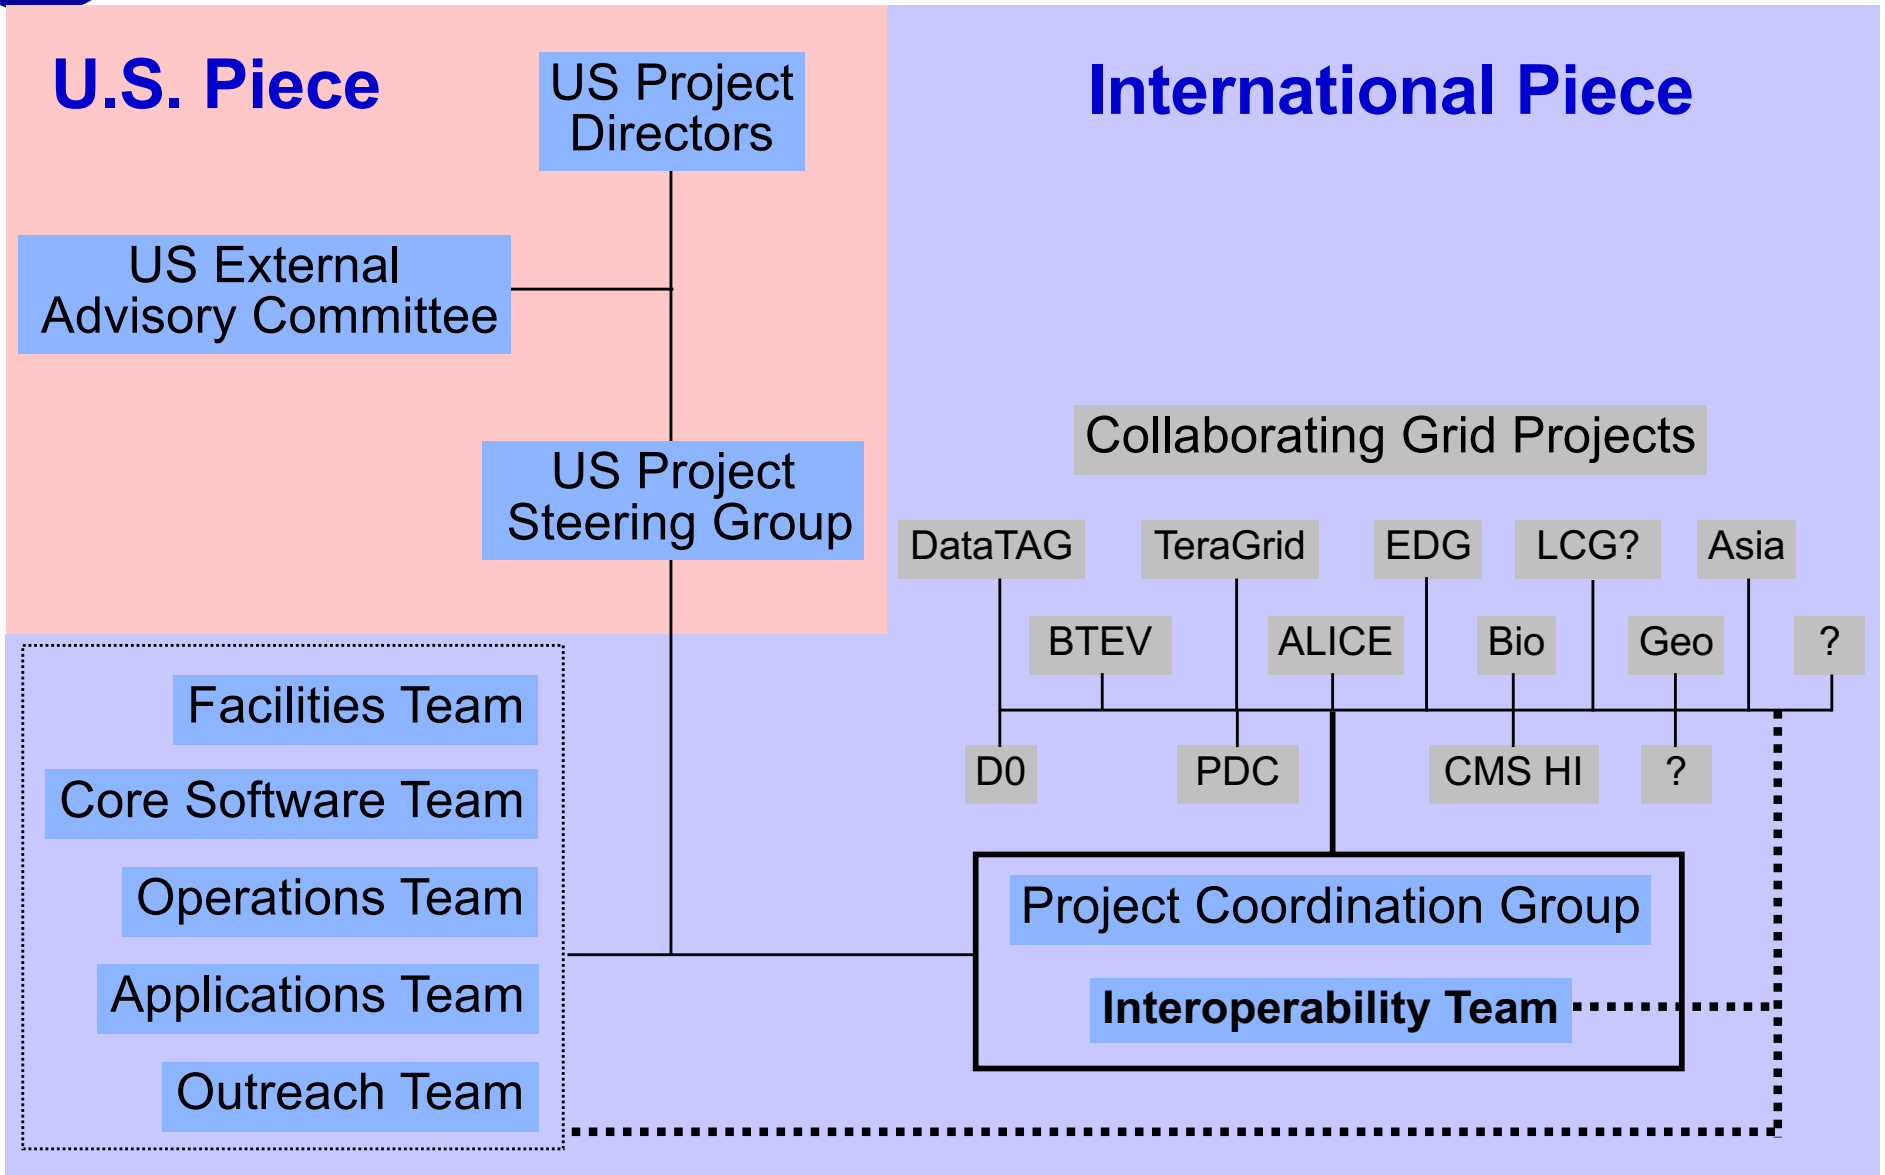 U.S. Piece
US Project
Directors
International Piece
US External
Advisory Committee
US Project
Steering Group
Collaborating Grid Projects
DataTAG
TeraGrid
EDG
LCG?
Asia
BTEV
ALICE
Bio
Geo
?
D0
PDC
CMS HI
?
Facilities Team
Core Software Team
Operations Team
Applications Team
Outreach Team
Project Coordination Group
Interoperability Team